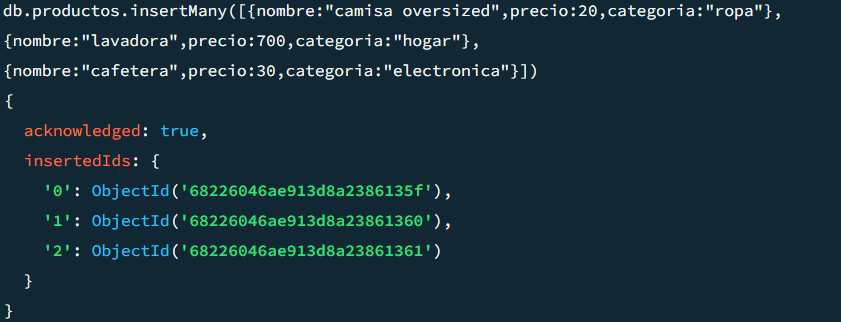 db.productos.insertMany([{nombre:"camisa oversized",precio:20,categoria:"ropa"},
{nombre:"lavadora",precio:700,categoria:"hogar"},
{nombre:"cafetera",precio:30,categoria:"electronica"}])
{
  acknowledged: true,
  insertedIds: {
    '0': ObjectId('68226046ae913d8a2386135f'),
    '1': ObjectId('68226046ae913d8a23861360'),
    '2': ObjectId('68226046ae913d8a23861361')
  }
}